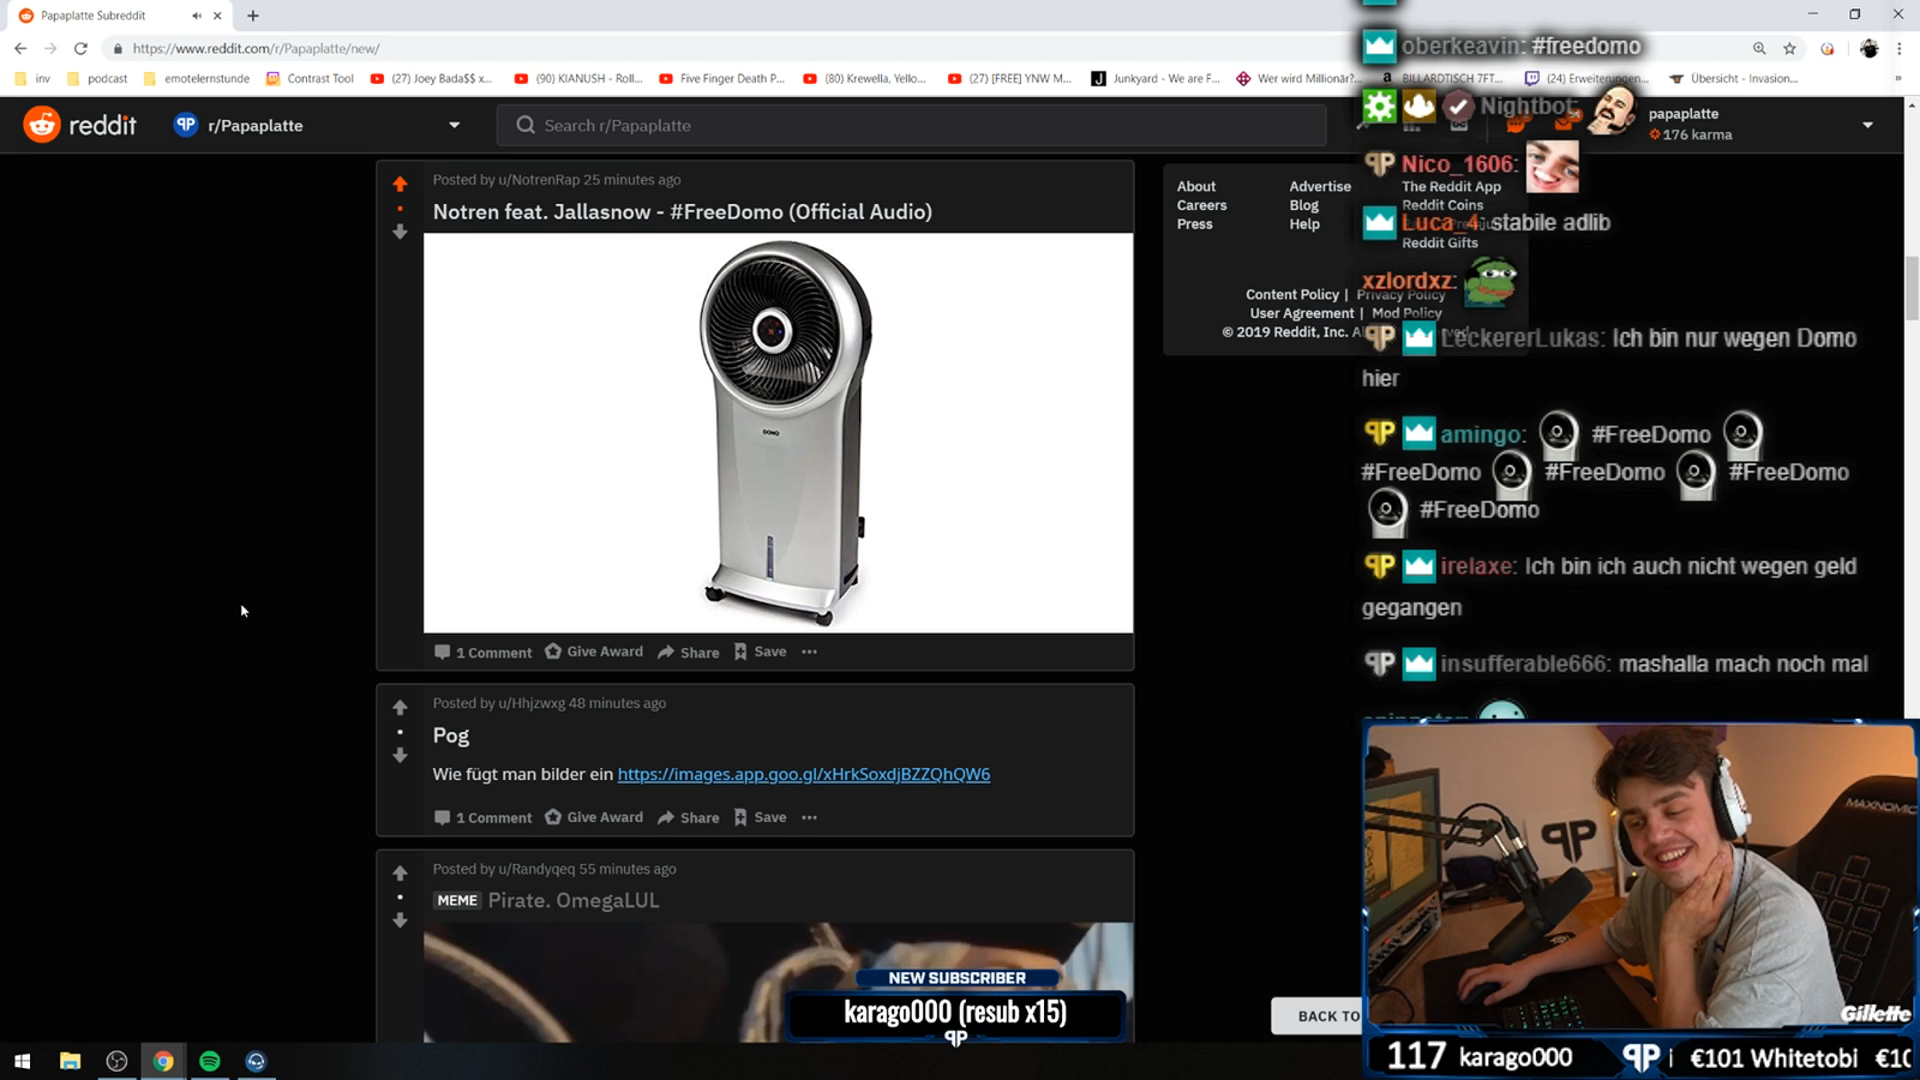 Papaplatte Subreddit
https://www.reddit.com/r/Papaplatte/new/
inv
podcast
emotelernstunde
Contrast Tool
(27) Joey Bada$$ x...
(90) KIANUSH - Roll...
Five Finger Death P...
(80) Krewella, Yello...
(27) [FREE] YNW M...
Junkyard - We are F...
Wer wird Millionär?...
BILLARDTISCH 7FT...
(24) Erweiterungen...
Übersicht - Invasion...
reddit
r/Papaplatte
Search r/Papaplatte
papaplatte
176 karma
Posted by u/NotrenRap 25 minutes ago
Notren feat. Jallasnow - #FreeDomo (Official Audio)
DOMO
1 Comment
Give Award
Share
Save
Posted by u/Hhjzwxg 48 minutes ago
Pog
Wie fügt man bilder ein https://images.app.goo.gl/xHrkSoxdjBZZQhQW6
1 Comment
Give Award
Share
Save
Posted by u/Randyqeq 55 minutes ago
MEME Pirate. OmegaLUL
About
Careers
Press
Advertise
Blog
Help
The Reddit App
Reddit Coins
Reddit Gifts
Content Policy | Privacy Policy
User Agreement | Mod Policy
© 2019 Reddit, Inc.
BACK TO
oberkeavin: #freedomo
Nightbot:
Nico_1606:
Luca_4: stabile adlib
xzlordxz:
LeckererLukas: Ich bin nur wegen Domo
hier
amingo: #FreeDomo
#FreeDomo #FreeDomo #FreeDomo
#FreeDomo
irelaxe: Ich bin ich auch nicht wegen geld
gegangen
insufferable666: mashalla mach noch mal
NEW SUBSCRIBER
karago000 (resub x15)
PP
PP
MAXNOMIC
Gillette
117 karago000
PP
€101 Whitetobi